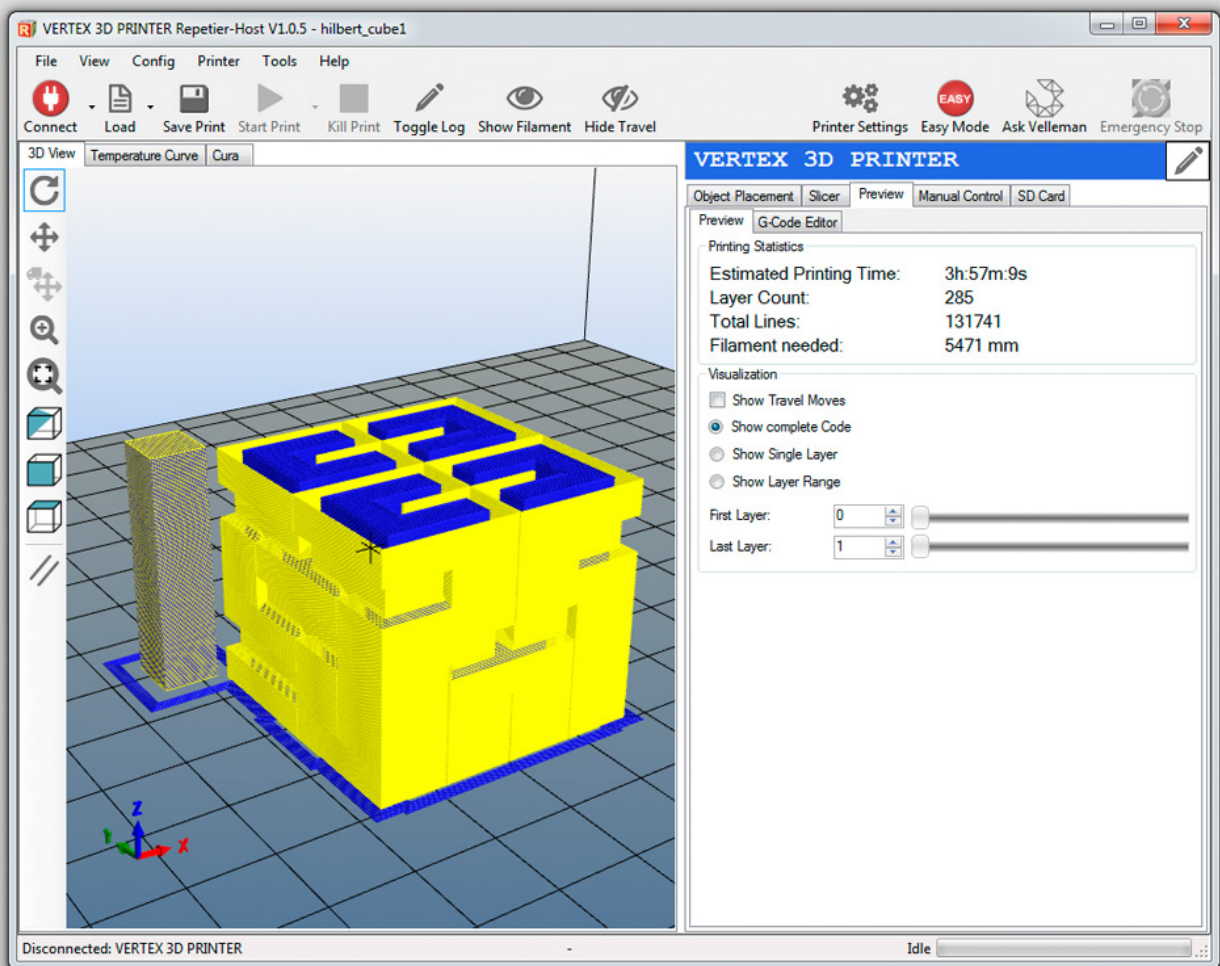 VERTEX 3D PRINTER Repetier-Host V1.0.5 - hilbert_cube1
File View Config Printer Tools Help
EASY
Connect Load Save Print Start Print Kill Print Toggle Log Show Filament Hide Travel Printer Settings Easy Mode Ask Velleman Emergency Stop
3D View Temperature Curve Cura
VERTEX 3D PRINTER
Object Placement Slicer Preview Manual Control SD Card
Preview G-Code Editor
Printing Statistics
Estimated Printing Time: 3h:57m:9s
Layer Count: 285
Total Lines: 131741
Filament needed: 5471 mm
Visualization
Show Travel Moves
Show complete Code
Show Single Layer
Show Layer Range
First Layer: 0
Last Layer: 1
Z
Y X
Disconnected: VERTEX 3D PRINTER - Idle